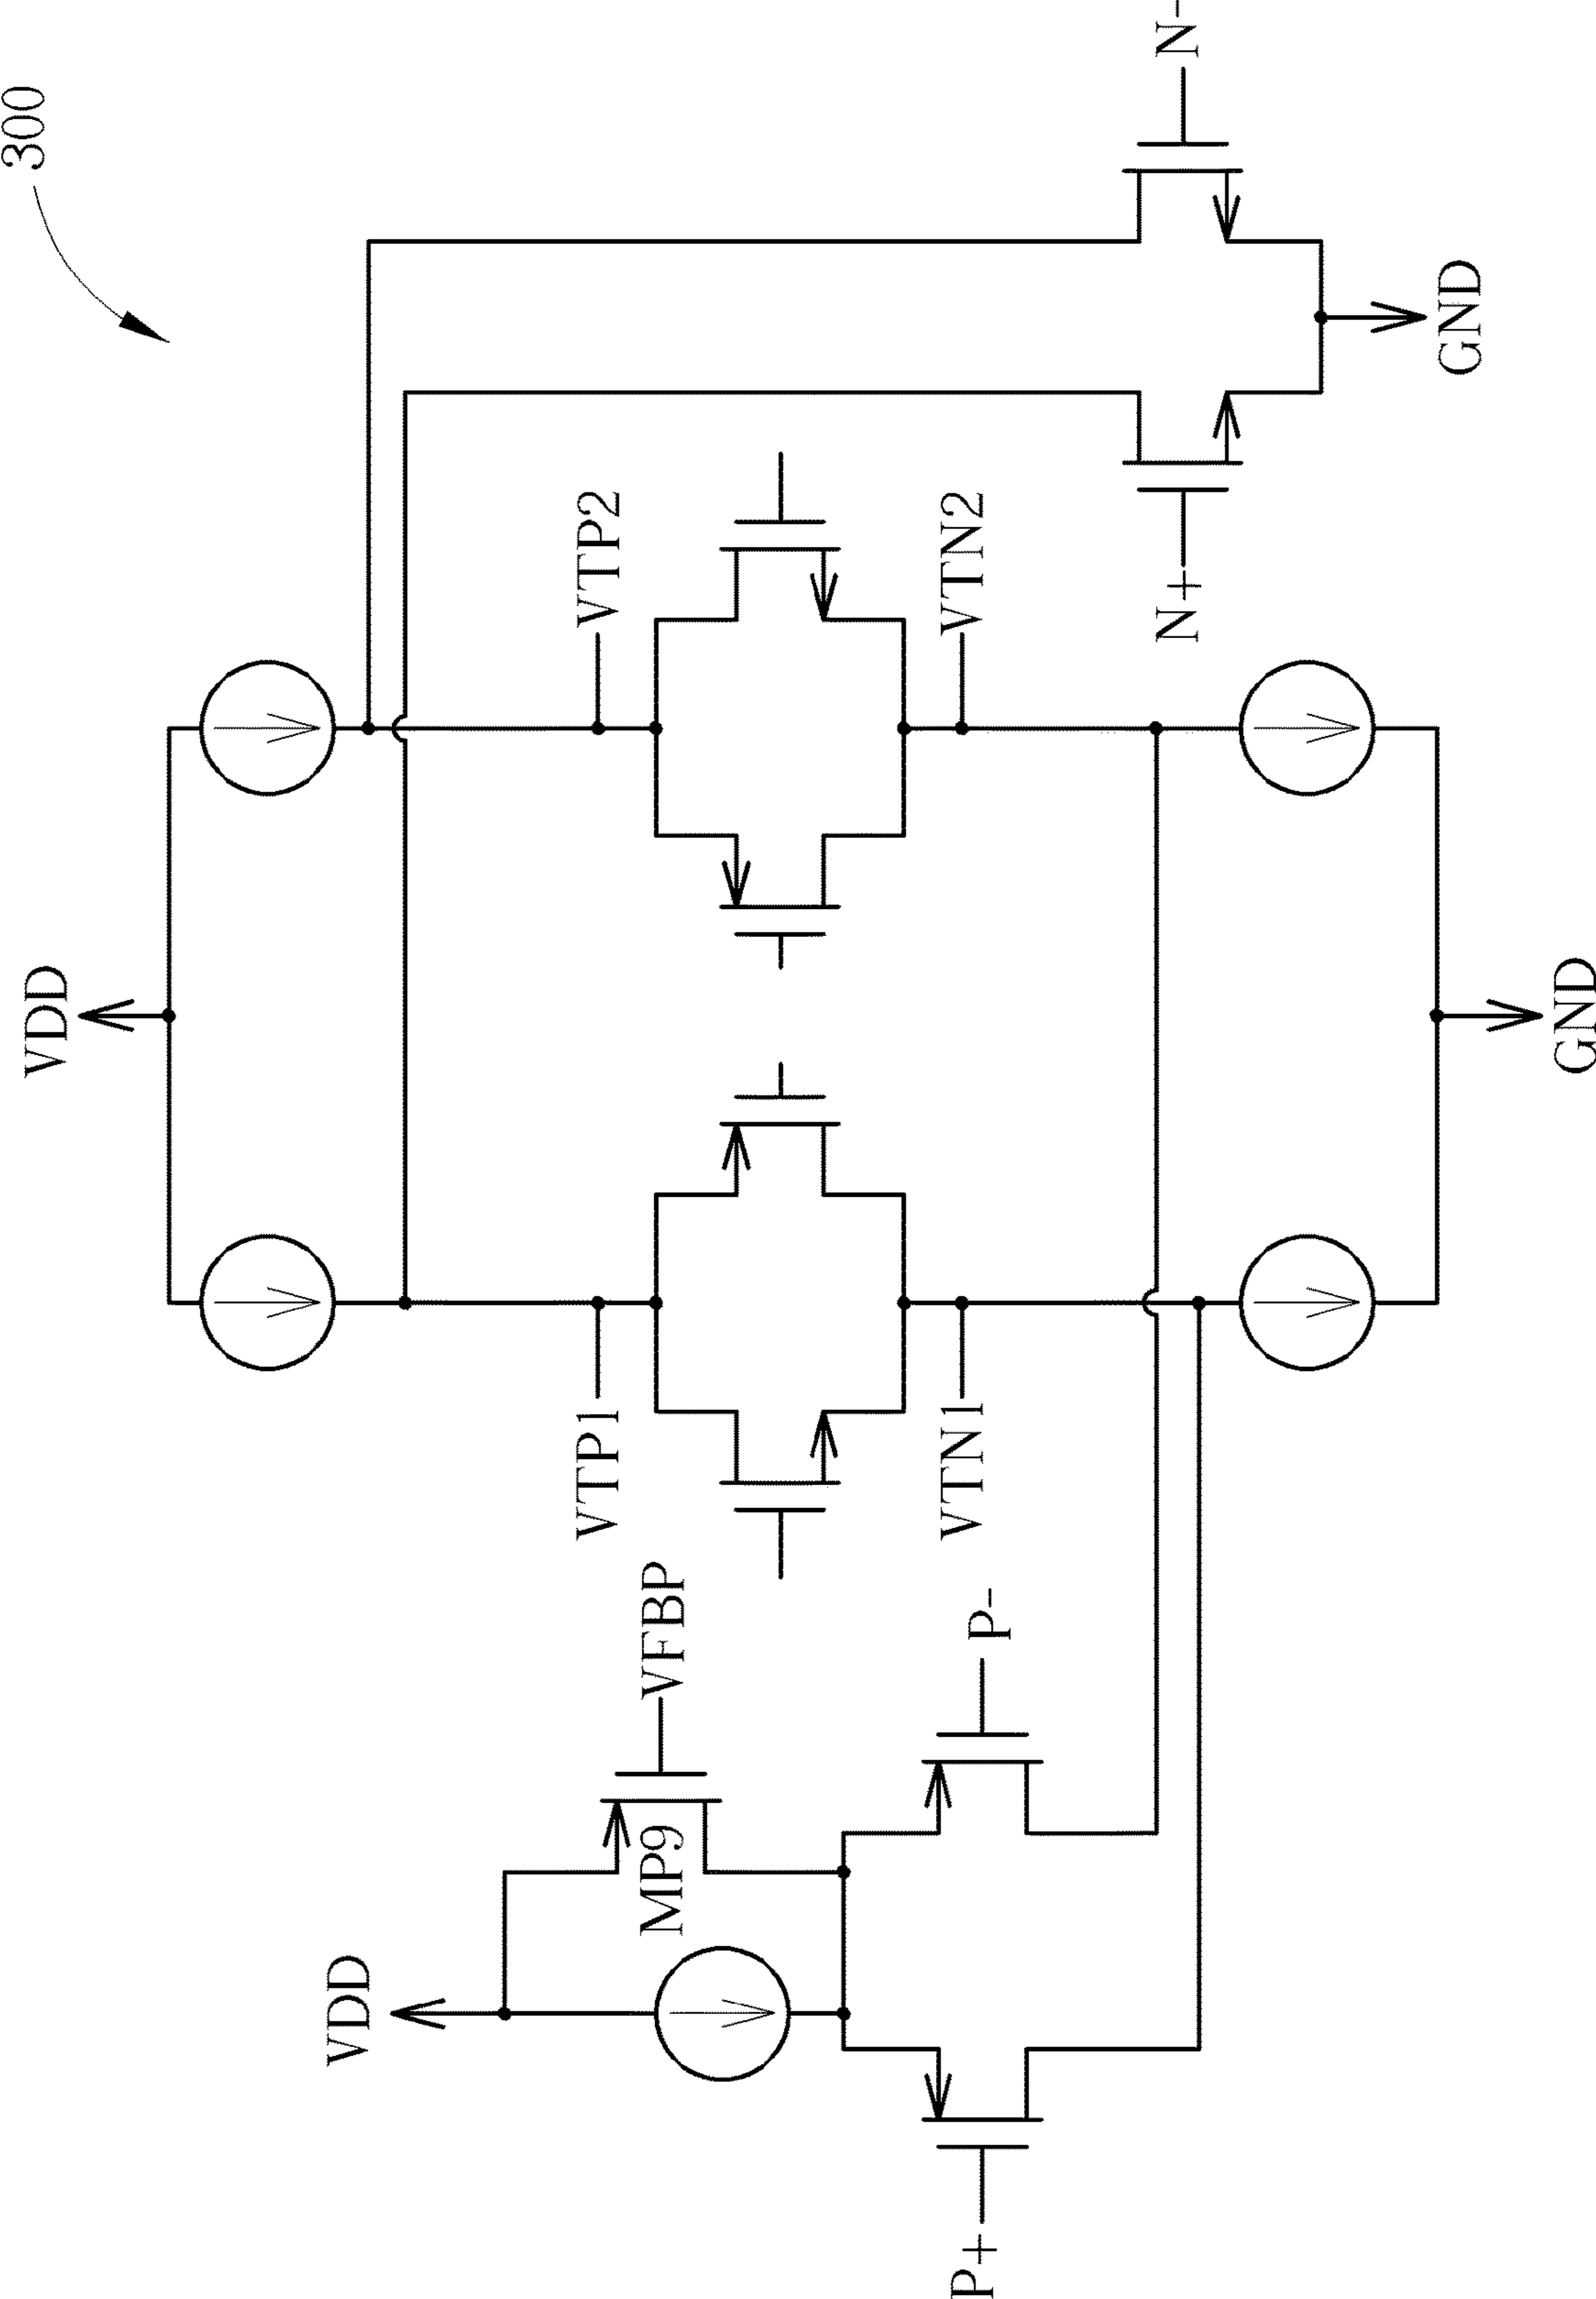 300
VDD
VDD
VFBP
MP9
VTP1
VTP2
P+
P-
VTN1
VTN2
N+
N-
GND
GND